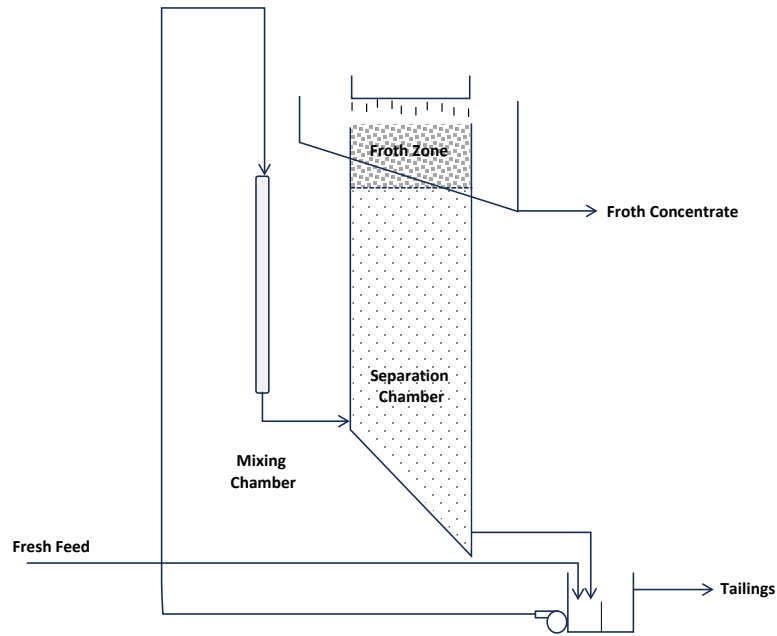 Froth Zone
Froth Concentrate
Separation
Chamber
Mixing
Chamber
Fresh Feed
Tailings